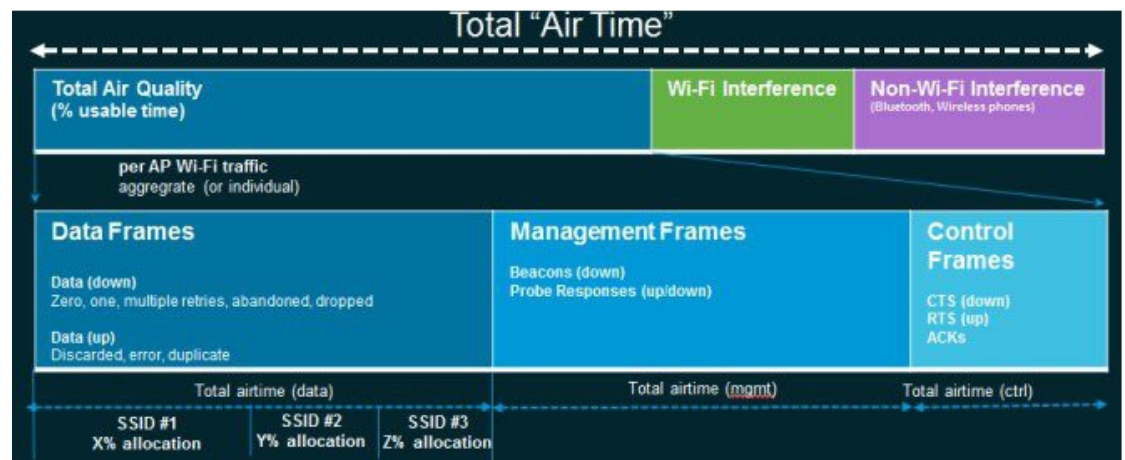 Total “Air Time”
Total Air Quality
(% usable time)
Wi-Fi Interference
Non-Wi-Fi Interference
(Bluetooth, Wireless phones)
per AP Wi-Fi traffic
aggregrate (or individual)
Data Frames
Data (down)
Zero, one, multiple retries, abandoned, dropped
Data (up)
Discarded, error, duplicate
Management Frames
Beacons (down)
Probe Responses (up/down)
Control
Frames
CTS (down)
RTS (up)
ACKs
Total airtime (data)
Total airtime (mgmt)
Total airtime (ctrl)
SSID #1
X% allocation
SSID #2
Y% allocation
SSID #3
Z% allocation